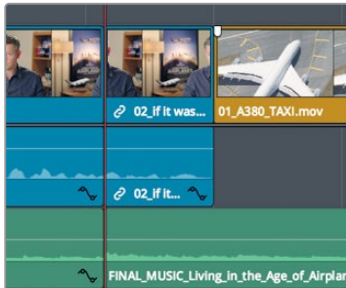 02_if it was...
01_A380_TAXI.mov
02_if it...
FINAL_MUSIC_Living_in_the_Age_of_Airplan